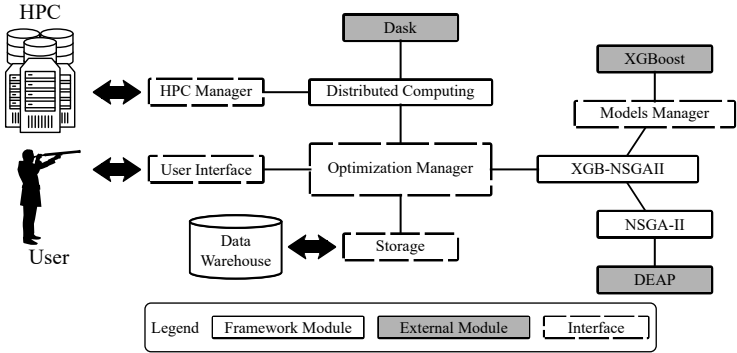 HPC
Dask
XGBoost
HPC Manager
Distributed Computing
Models Manager
User Interface
Optimization Manager
XGB-NSGAII
NSGA-II
Data
Warehouse
Storage
User
DEAP
Legend
Framework Module
External Module
Interface